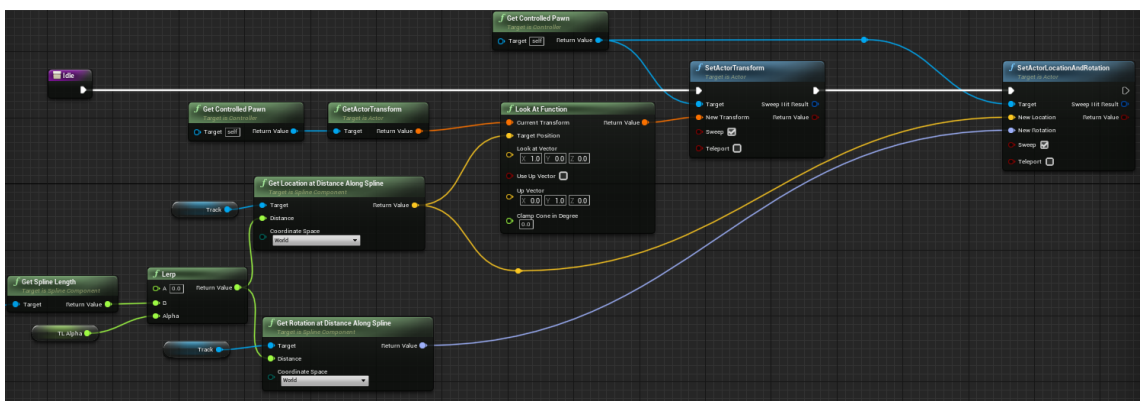 Get Controlled Pawn
Target is Controller
Target self Return Value
Idle
SetActorTransform
Target is Actor
Target Sweep Hit Result
New Transform Return Value
Sweep
Teleport
SetActorLocationAndRotation
Target is Actor
Target Sweep Hit Result
New Location Return Value
New Rotation
Sweep
Teleport
Get Controlled Pawn
Target is Controller
Target self Return Value
GetActorTransform
Target is Actor
Target Return Value
Look At Function
Current Transform Return Value
Target Position
Look at Vector
X 1.0 Y 0.0 Z 0.0
Use Up Vector
Up Vector
X 0.0 Y 1.0 Z 0.0
Clamp Cone in Degree
0.0
Get Location at Distance Along Spline
Target is Spline Component
Target Return Value
Distance
Coordinate Space
World
Track
Get Spline Length
Target is Spline Component
Target Return Value
Lerp
A 0.0 Return Value
B
Alpha
TL Alpha
Get Rotation at Distance Along Spline
Target is Spline Component
Target Return Value
Distance
Coordinate Space
World
Track